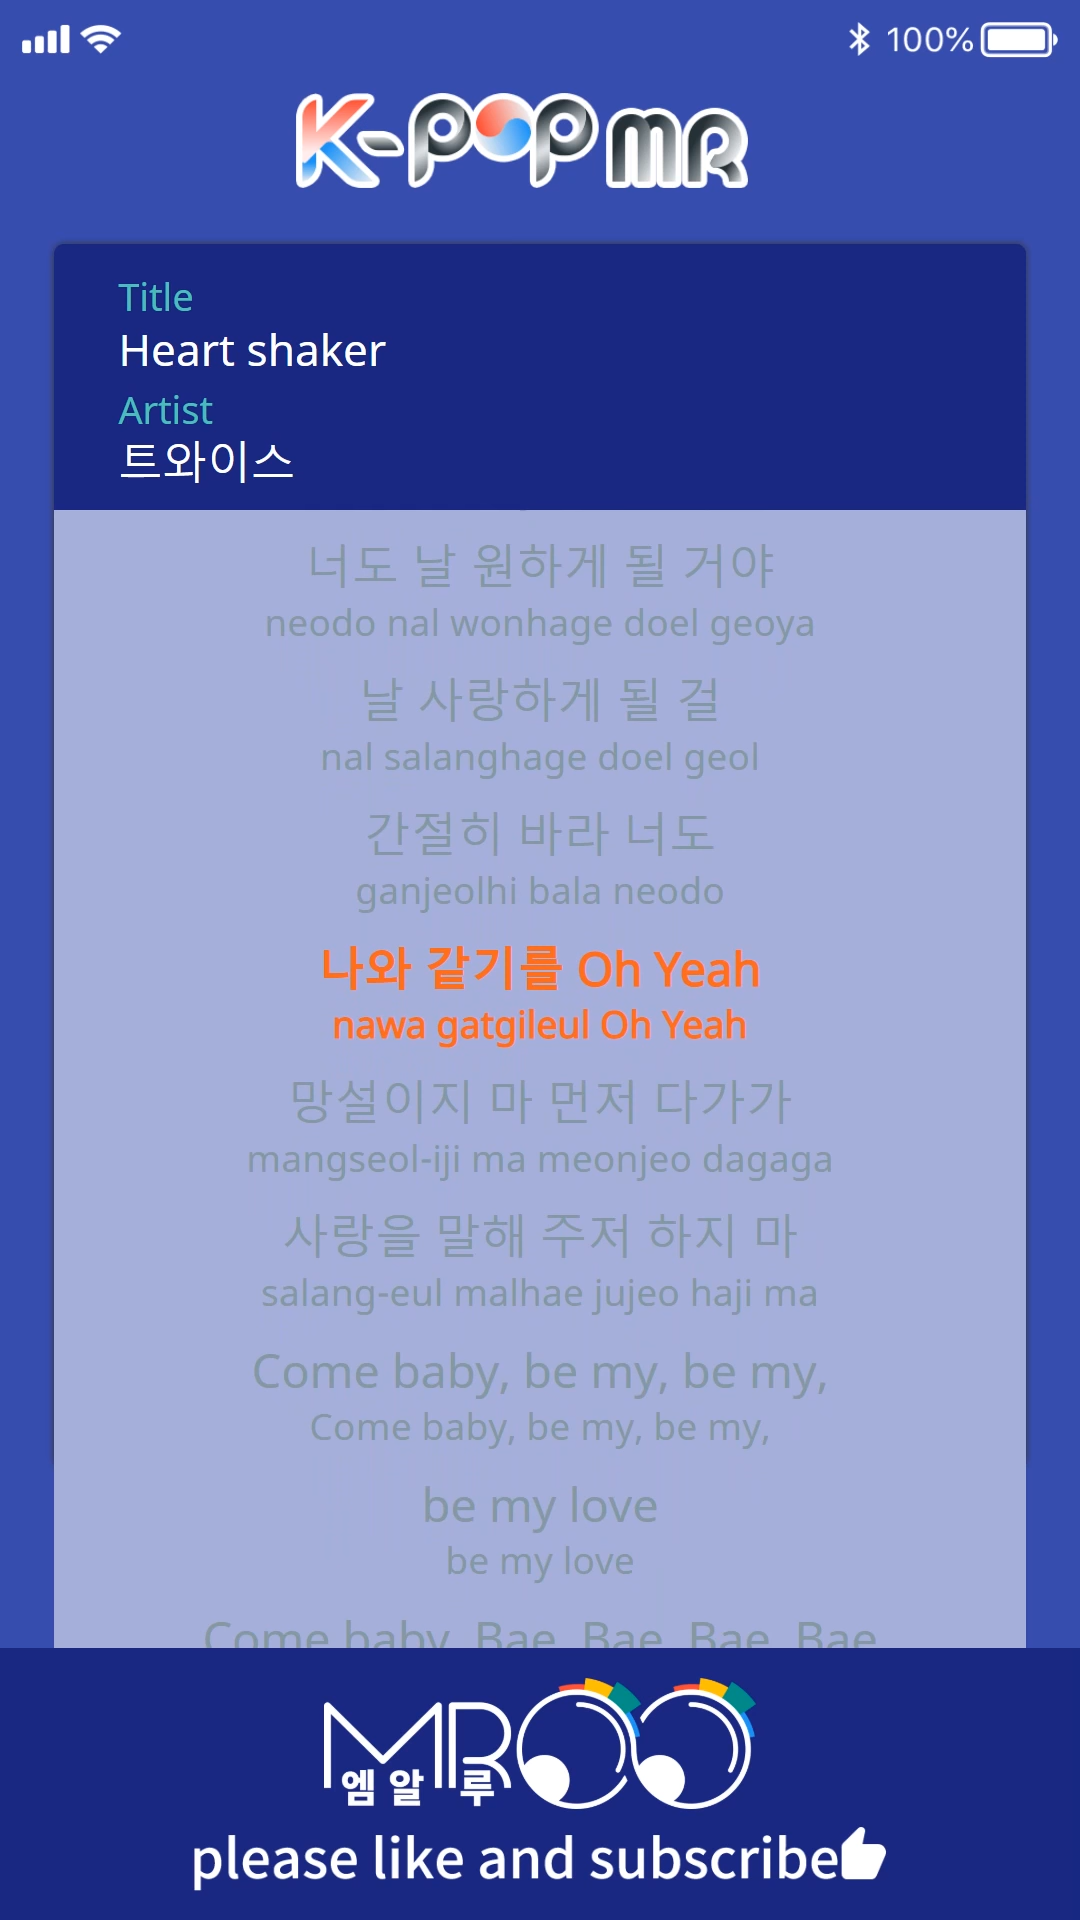 100%
K-POP MR
Title
Heart shaker
Artist
트와이스
너도 날 원하게 될 거야
neodo nal wonhage doel geoya
날 사랑하게 될 걸
nal salanghage doel geol
간절히 바라 너도
ganjeolhi bala neodo
나와 같기를 Oh Yeah
nawa gatgileul Oh Yeah
망설이지 마 먼저 다가가
mangseol-iji ma meonjeo dagaga
사랑을 말해 주저 하지 마
salang-eul malhae jujeo haji ma
Come baby, be my, be my,
Come baby, be my, be my,
be my love
be my love
Come baby, Bae, Bae, Bae, Bae
MROO
엠 알 루
please like and subscribe